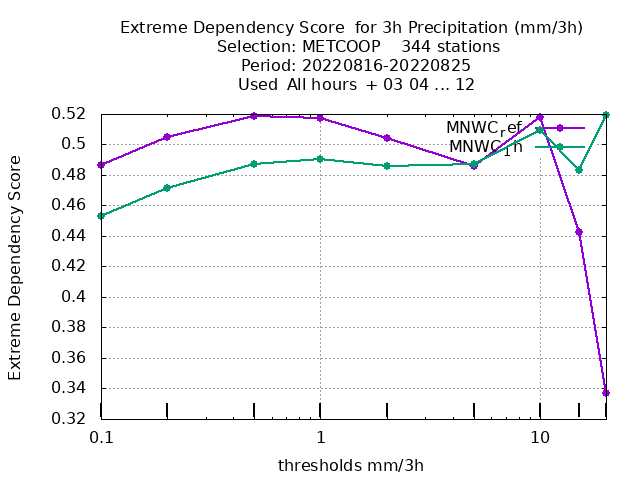 Extreme Dependency Score  for 3h Precipitation (mm/3h)
Selection: METCOOP    344 stations
Period: 20220816-20220825
Used  All hours  + 03 04 ... 12
MNWC_ref
MNWC_1h
0.52
0.5
0.48
0.46
0.44
0.42
0.4
0.38
0.36
0.34
0.32
Extreme Dependency Score
0.1 1 10
thresholds mm/3h